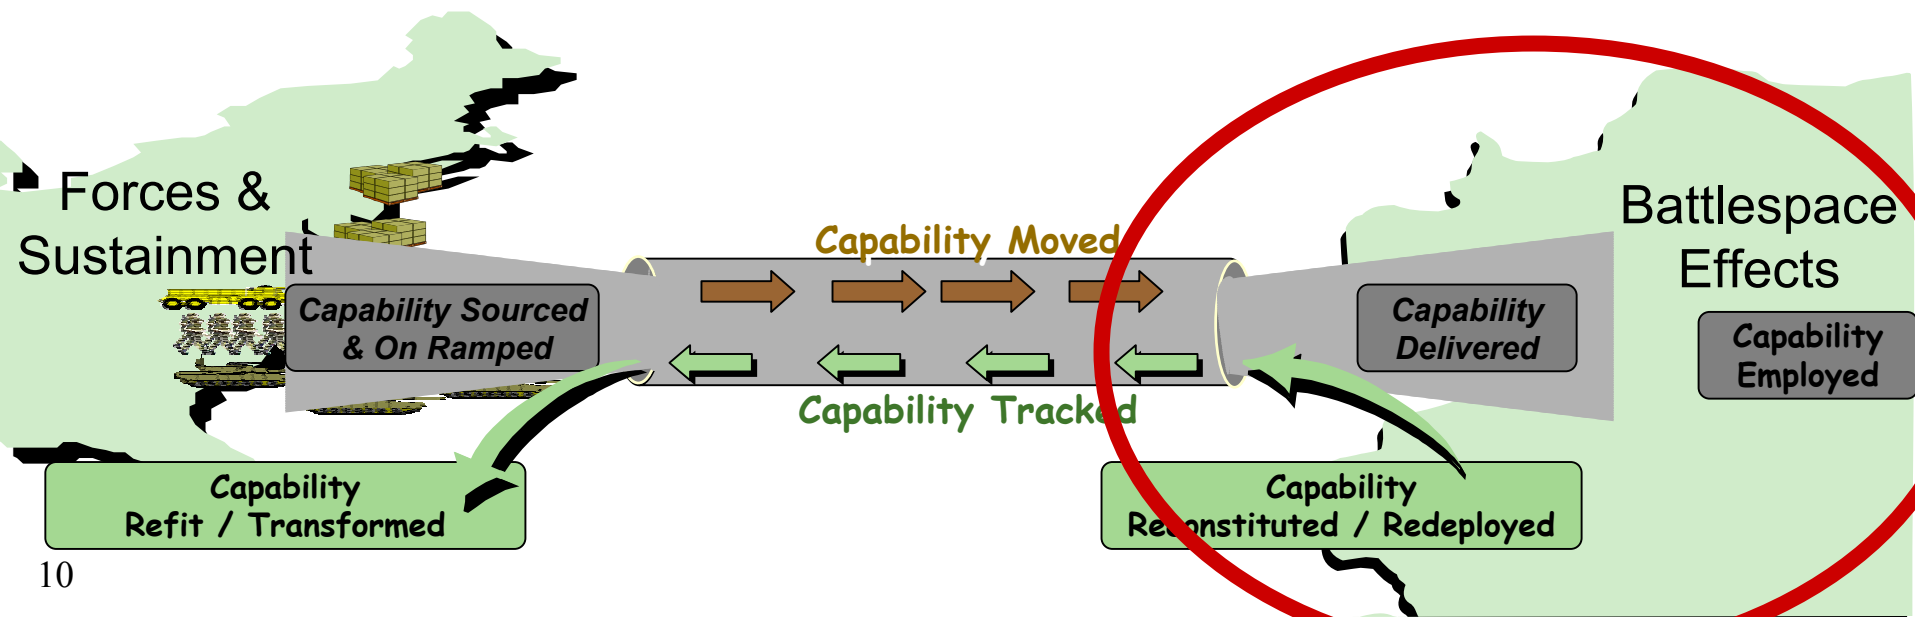 Forces &
Sustainment
Capability Sourced
& On Ramped
Capability Moved
Capability Tracked
Capability
Delivered
Battlespace
Effects
Capability
Employed
Capability
Refit / Transformed
Capability
Reconstituted / Redeployed
10